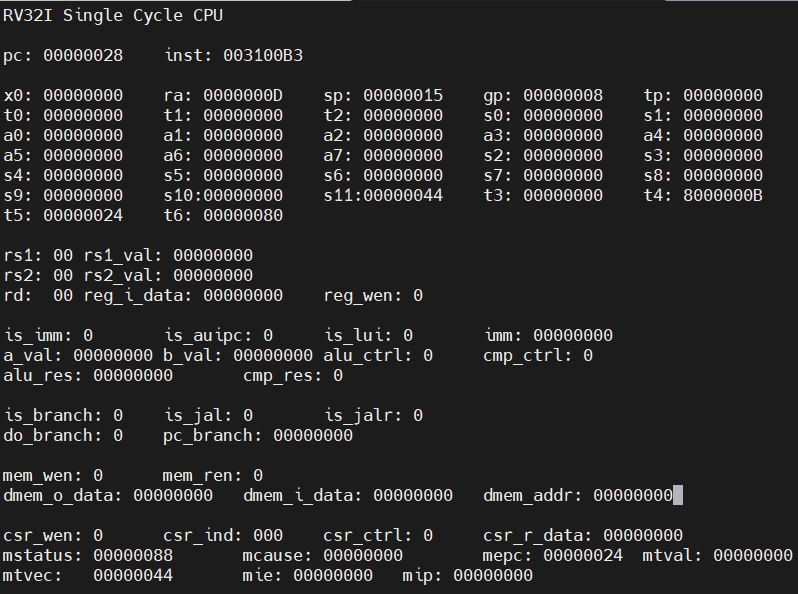 RV32I Single Cycle CPU
pc: 00000028    inst: 003100B3
x0: 00000000    ra: 0000000D    sp: 00000015    gp: 00000008    tp: 00000000
t0: 00000000    t1: 00000000    t2: 00000000    s0: 00000000    s1: 00000000
a0: 00000000    a1: 00000000    a2: 00000000    a3: 00000000    a4: 00000000
a5: 00000000    a6: 00000000    a7: 00000000    s2: 00000000    s3: 00000000
s4: 00000000    s5: 00000000    s6: 00000000    s7: 00000000    s8: 00000000
s9: 00000000    s10:00000000    s11:00000044    t3: 00000000    t4: 8000000B
t5: 00000024    t6: 00000080
rs1: 00 rs1_val: 00000000
rs2: 00 rs2_val: 00000000
rd:  00 reg_i_data: 00000000    reg_wen: 0
is_imm: 0       is_auipc: 0     is_lui: 0       imm: 00000000
a_val: 00000000 b_val: 00000000 alu_ctrl: 0     cmp_ctrl: 0
alu_res: 00000000       cmp_res: 0
is_branch: 0    is_jal: 0       is_jalr: 0
do_branch: 0    pc_branch: 00000000
mem_wen: 0      mem_ren: 0
dmem_o_data: 00000000   dmem_i_data: 00000000   dmem_addr: 00000000
csr_wen: 0      csr_ind: 000    csr_ctrl: 0     csr_r_data: 00000000
mstatus: 00000088       mcause: 00000000        mepc: 00000024  mtval: 00000000
mtvec:   00000044       mie: 00000000   mip: 00000000